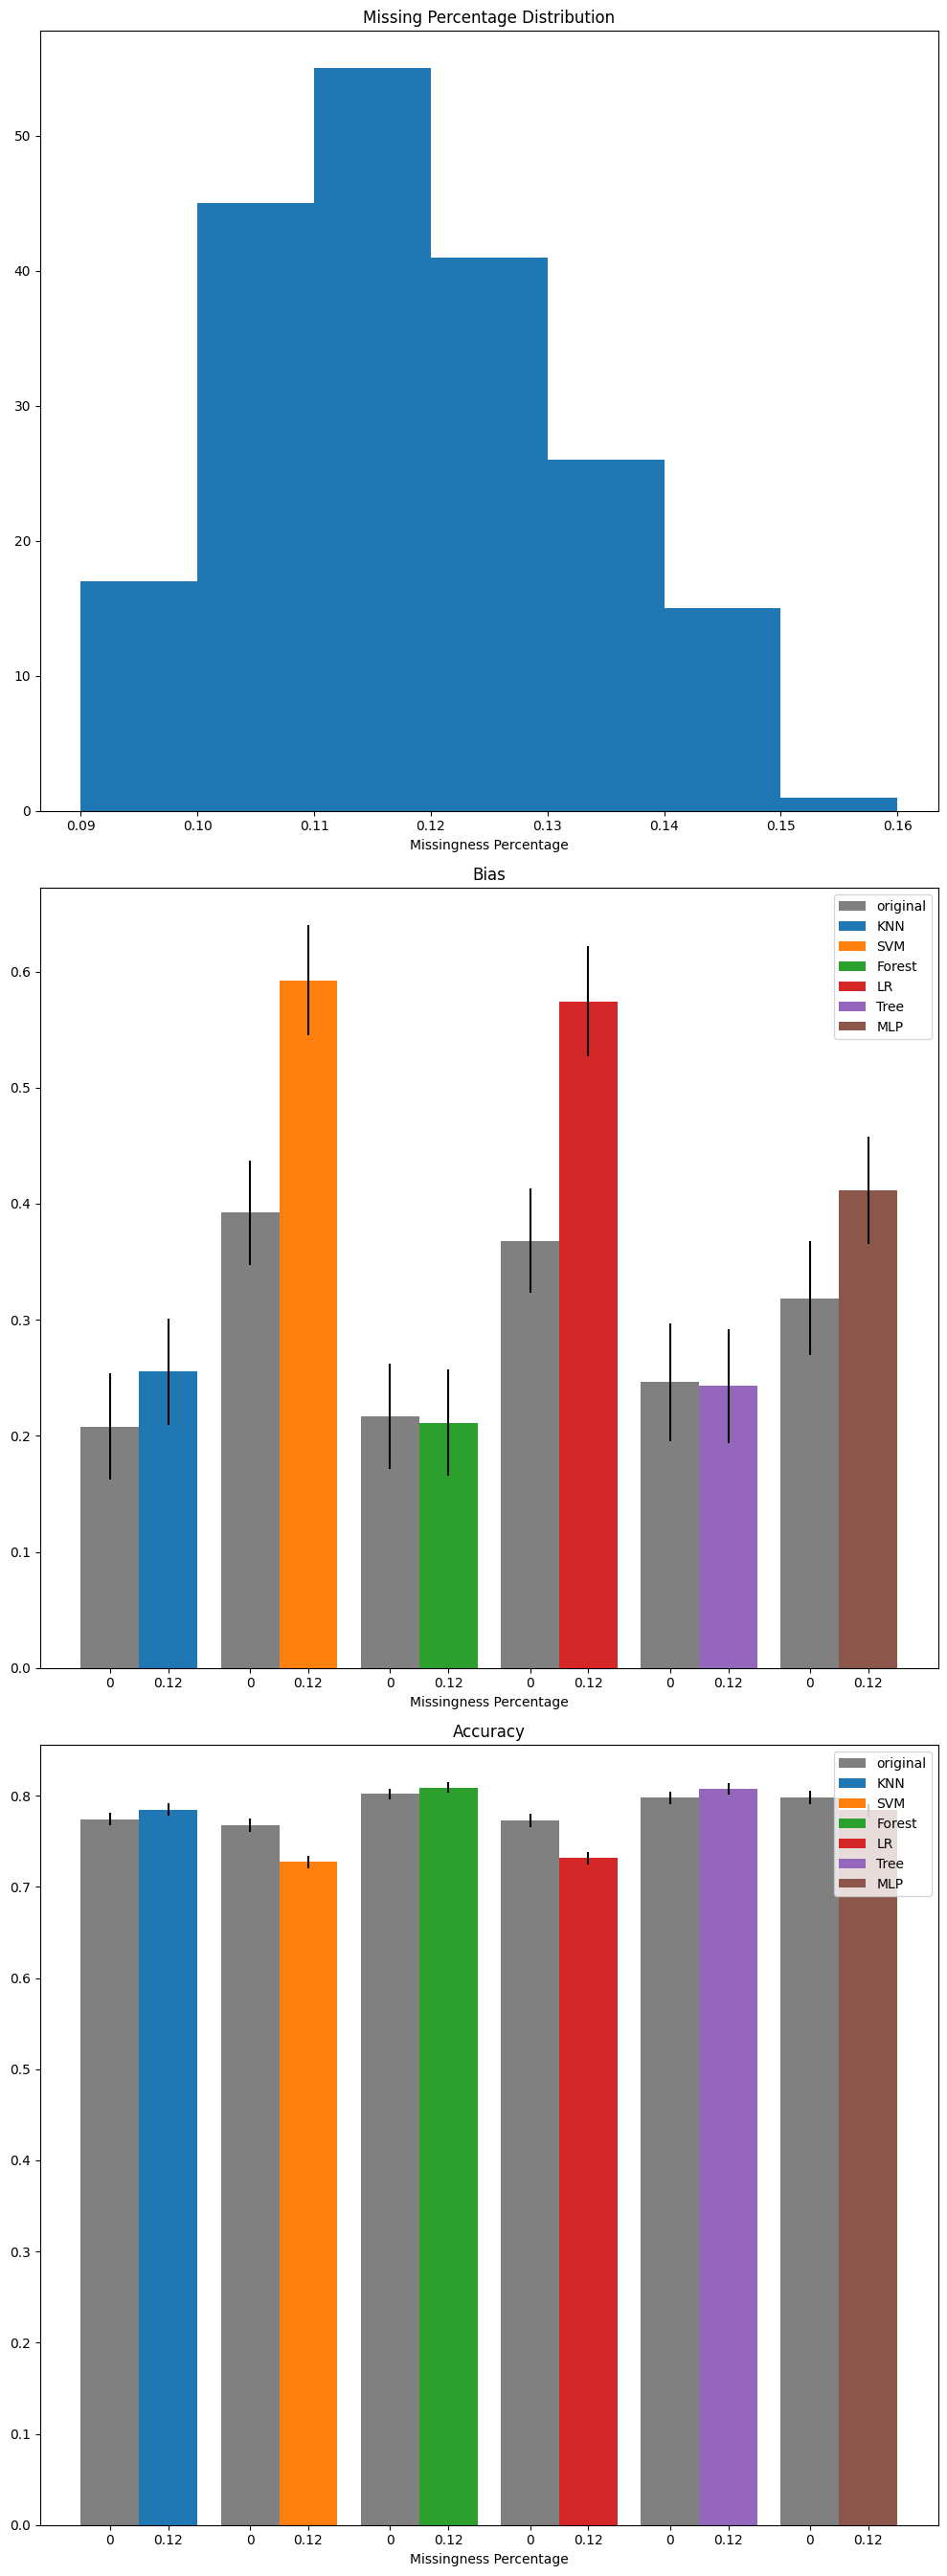 Missing Percentage Distribution
50
40
30
20
10
0
0.09 0.10 0.11 0.12 0.13 0.14 0.15 0.16
Missingness Percentage
Bias
original
KNN
SVM
Forest
LR
Tree
MLP
0.6
0.5
0.4
0.3
0.2
0.1
0.0
0 0.12 0 0.12 0 0.12 0 0.12 0 0.12 0 0.12
Missingness Percentage
Accuracy
original
KNN
SVM
Forest
LR
Tree
MLP
0.8
0.7
0.6
0.5
0.4
0.3
0.2
0.1
0.0
0 0.12 0 0.12 0 0.12 0 0.12 0 0.12 0 0.12
Missingness Percentage